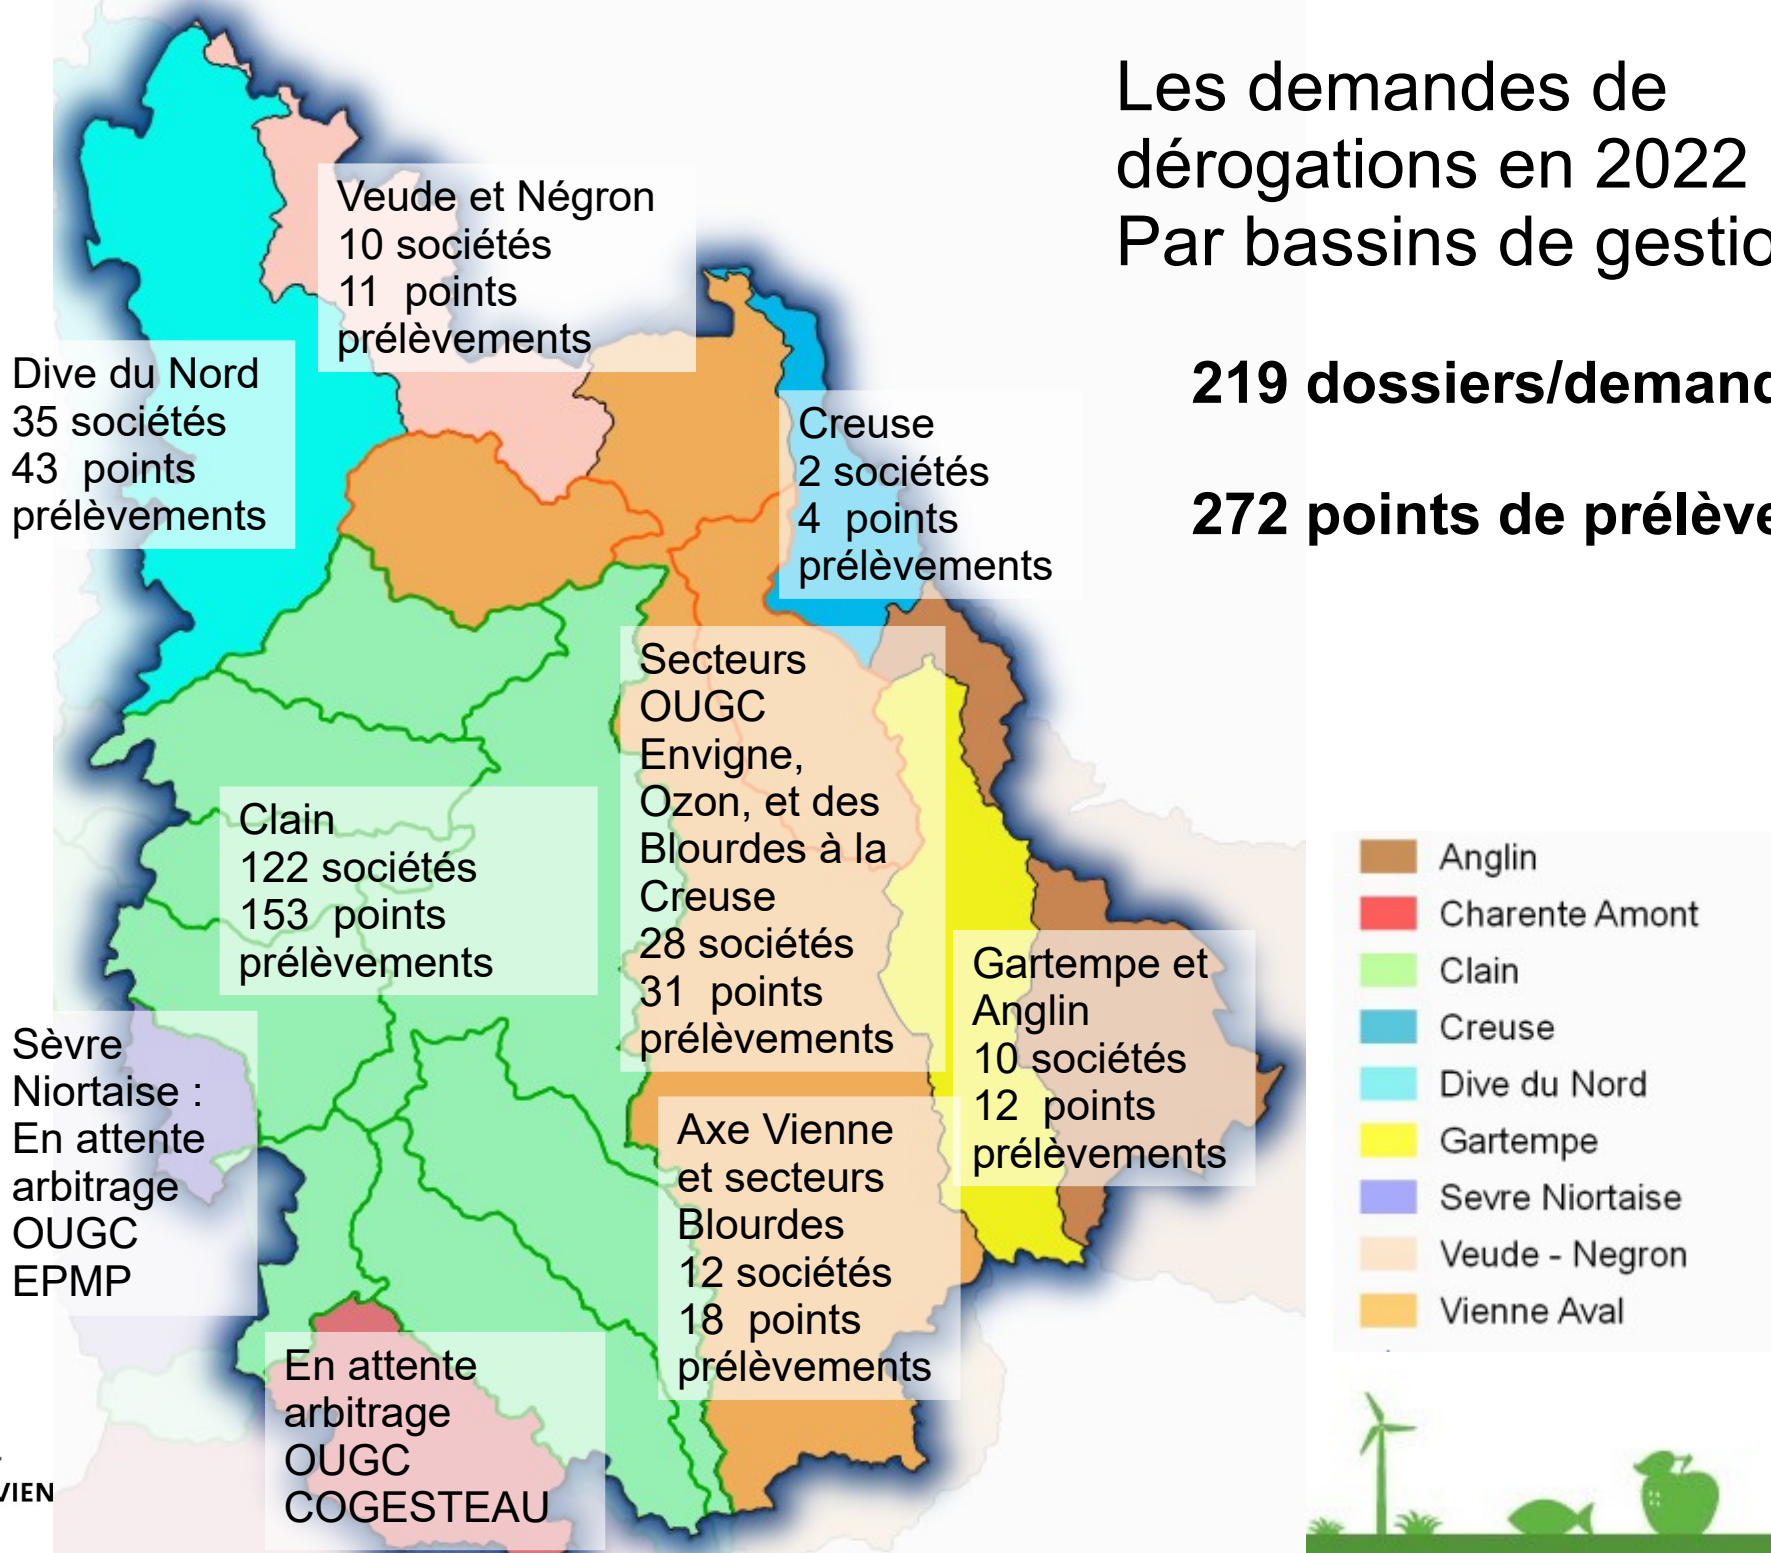 Les demandes de
dérogations en 2022
Par bassins de gestio
219 dossiers/demand
272 points de prélève
Veude et Négron
10 sociétés
11 points
prélèvements
Dive du Nord
35 sociétés
43 points
prélèvements
Creuse
2 sociétés
4 points
prélèvements
Secteurs
OUGC
Envigne,
Ozon, et des
Blourdes à la
Creuse
28 sociétés
31 points
prélèvements
Clain
122 sociétés
153 points
prélèvements
Gartempe et
Anglin
10 sociétés
12 points
prélèvements
Sèvre
Niortaise :
En attente
arbitrage
OUGC
EPMP
Axe Vienne
et secteurs
Blourdes
12 sociétés
18 points
prélèvements
En attente
arbitrage
OUGC
COGESTEAU
Anglin
Charente Amont
Clain
Creuse
Dive du Nord
Gartempe
Sevre Niortaise
Veude - Negron
Vienne Aval
VIEN